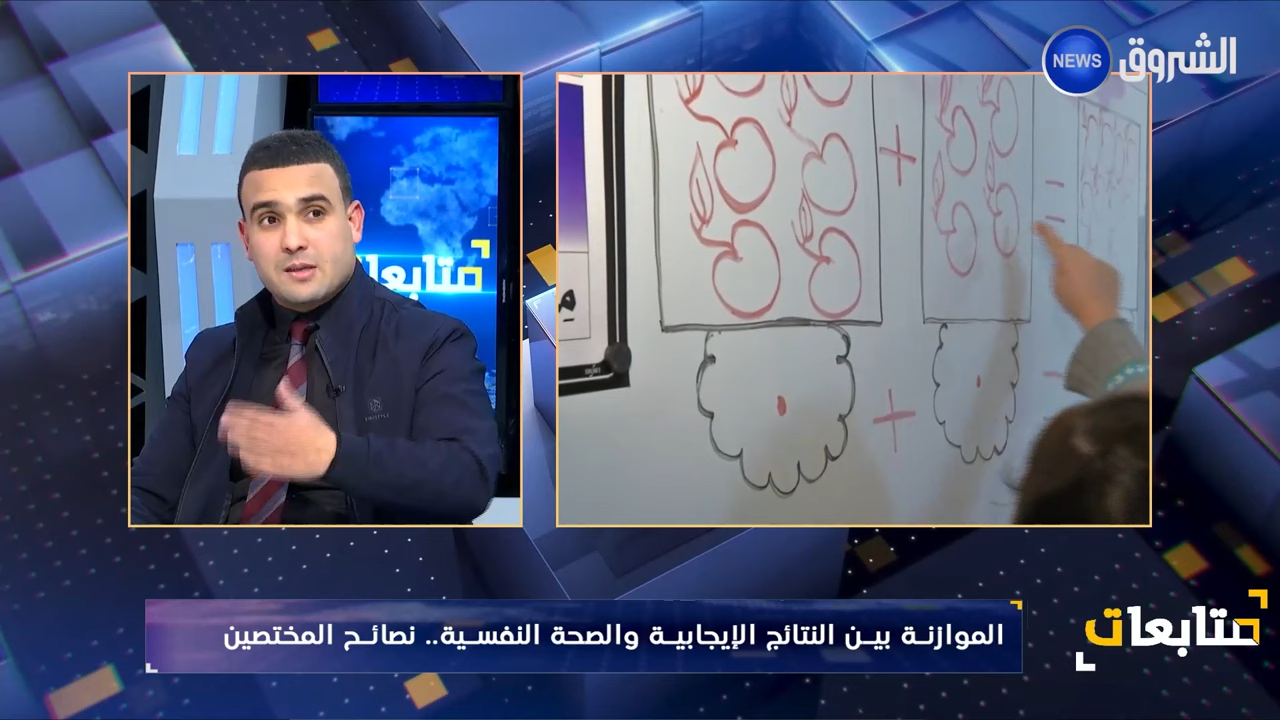 الشروق
NEWS
متابعات
م
الموازنة بين النتائج الإيجابية والصحة النفسية.. نصائح المختصين
متابعات